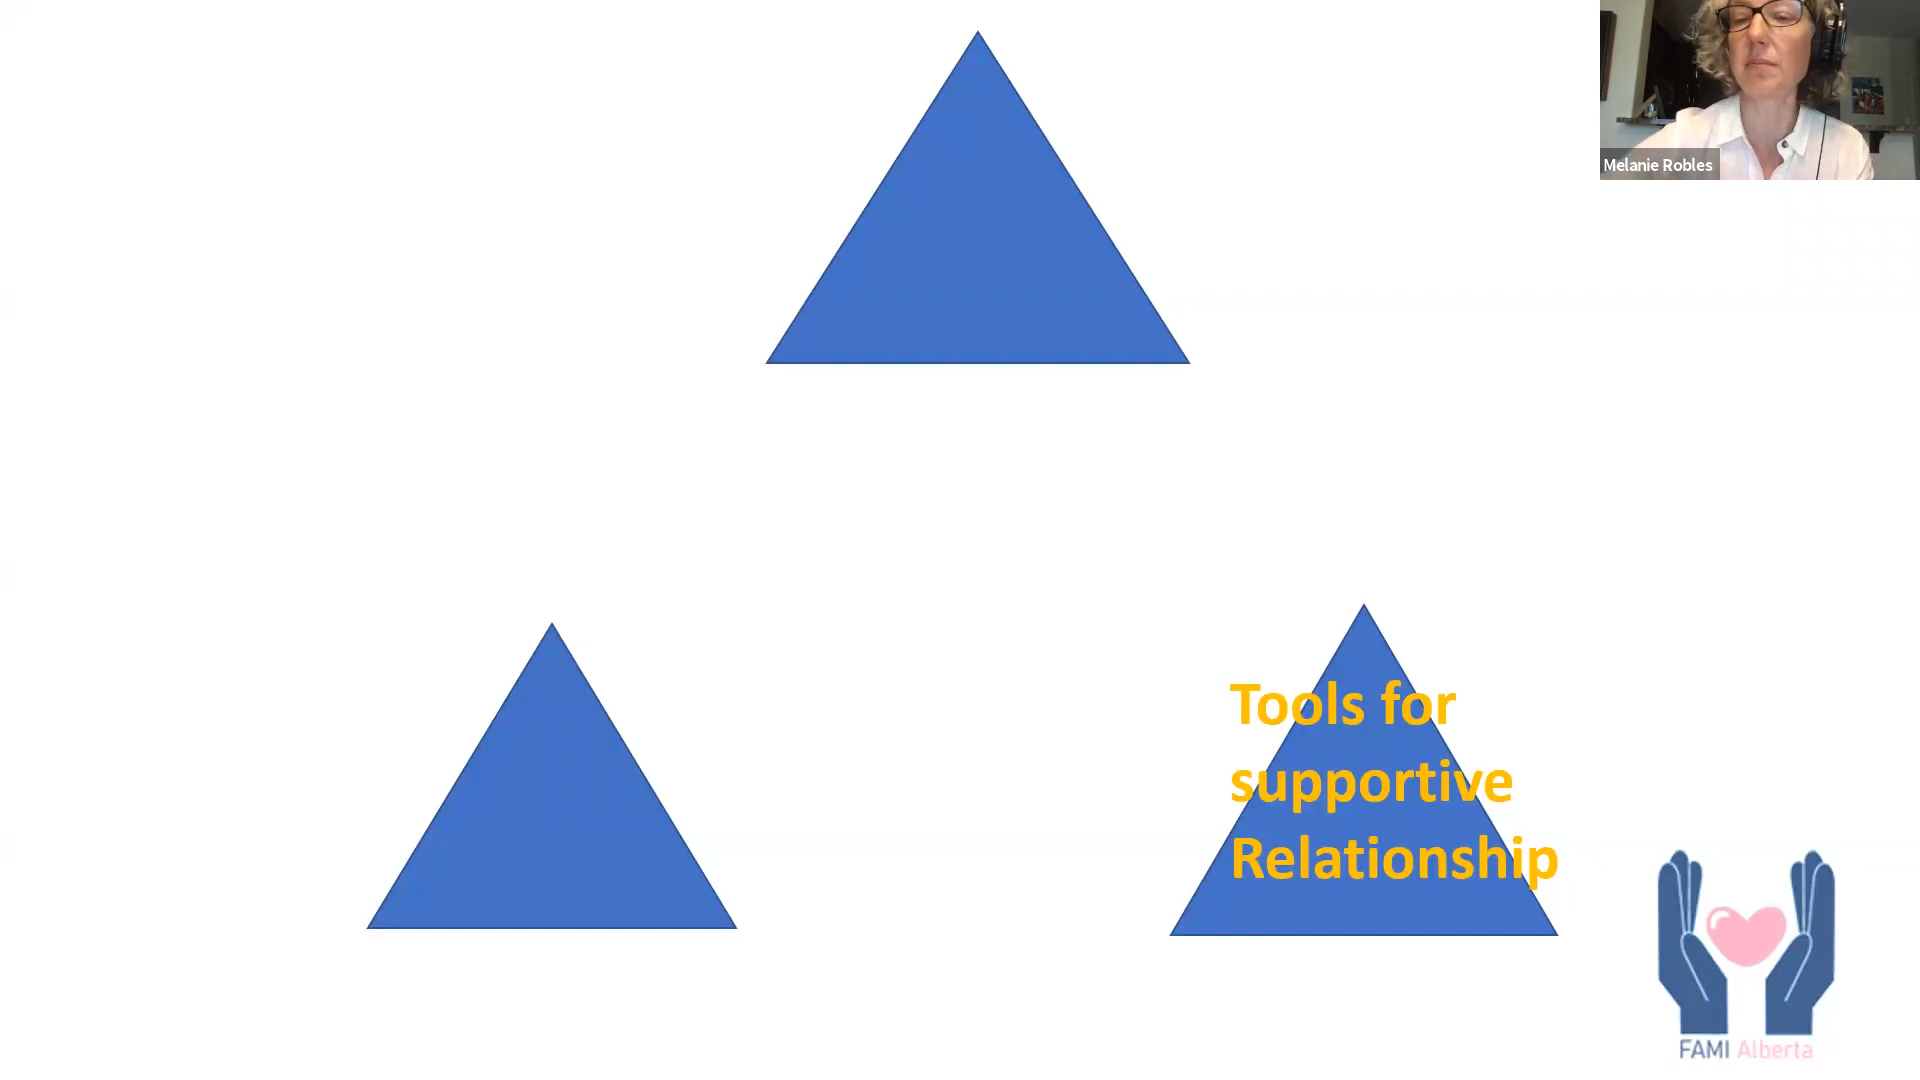 Melanie Robles
Tools for
supportive
Relationship
FAMI Alberta